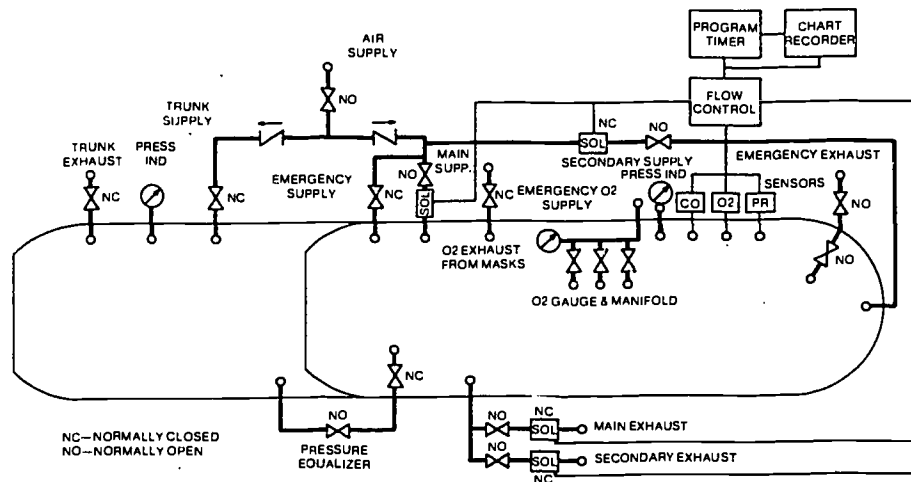 AIR
SUPPLY
PROGRAM
TIMER
CHART
RECORDER
NO
TRUNK
SUPPLY
FLOW
CONTROL
TRUNK
EXHAUST
PRESS
IND
NC
NO
SOL
MAIN
SUPP.
SECONDARY SUPPLY
PRESS IND
EMERGENCY EXHAUST
NC
NC
EMERGENCY
SUPPLY
NC
NO
SOL
NC
EMERGENCY O2
SUPPLY
SENSORS
CO
O2
PR
NO
O2 EXHAUST
FROM MASKS
NO
O2 GAUGE & MANIFOLD
NC
NO
PRESSURE
EQUALIZER
NC—NORMALLY CLOSED
NO—NORMALLY OPEN
NO
NC
SOL
MAIN EXHAUST
NO
SOL
SECONDARY EXHAUST
NC